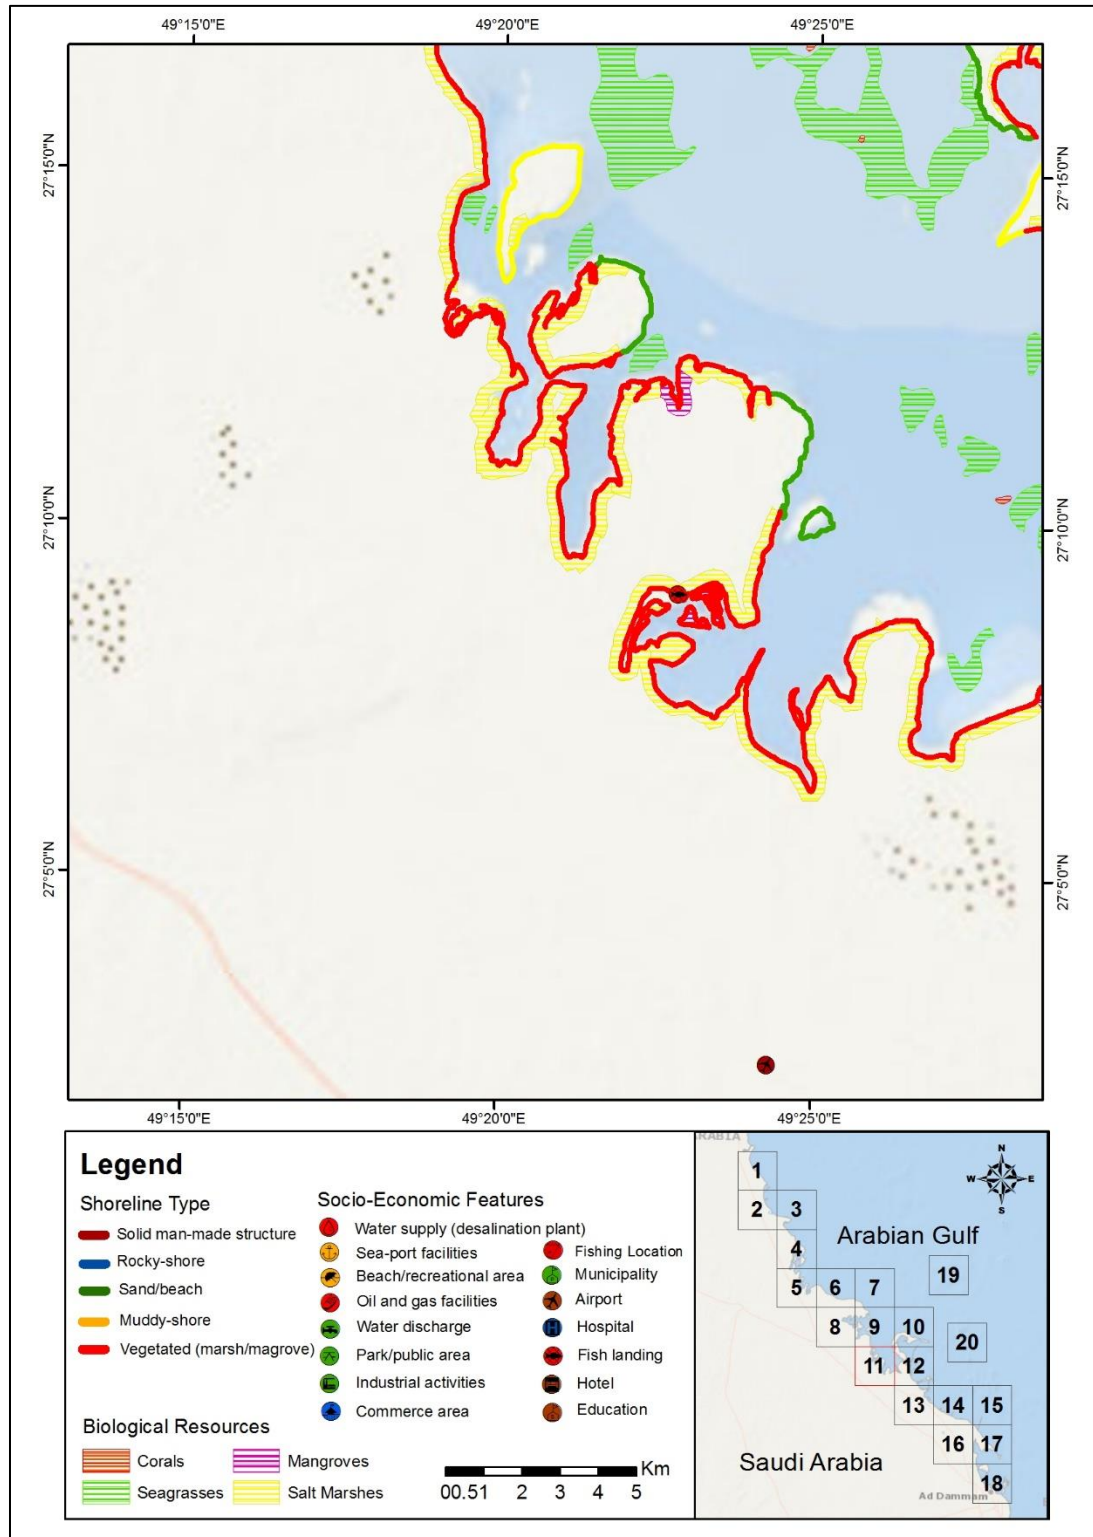 49°15'0"E 49°20'0"E 49°25'0"E
27°15'0"N 27°15'0"N
27°10'0"N 27°10'0"N
27°5'0"N 27°5'0"N
49°15'0"E 49°20'0"E 49°25'0"E
Legend
Shoreline Type
Solid man-made structure
Rocky-shore
Sand/beach
Muddy-shore
Vegetated (marsh/magrove)
Socio-Economic Features
Water supply (desalination plant)
Sea-port facilities
Beach/recreational area
Oil and gas facilities
Water discharge
Park/public area
Industrial activities
Commerce area
Fishing Location
Municipality
Airport
Hospital
Fish landing
Hotel
Education
Biological Resources
Corals
Mangroves
Seagrasses
Salt Marshes
Km
00.51 2 3 4 5
RABIA
N
W E
S
1
2 3
Arabian Gulf
4
19
5 6 7
8 9 10
20
11 12
13 14 15
16 17
Saudi Arabia
18
Ad Dammam